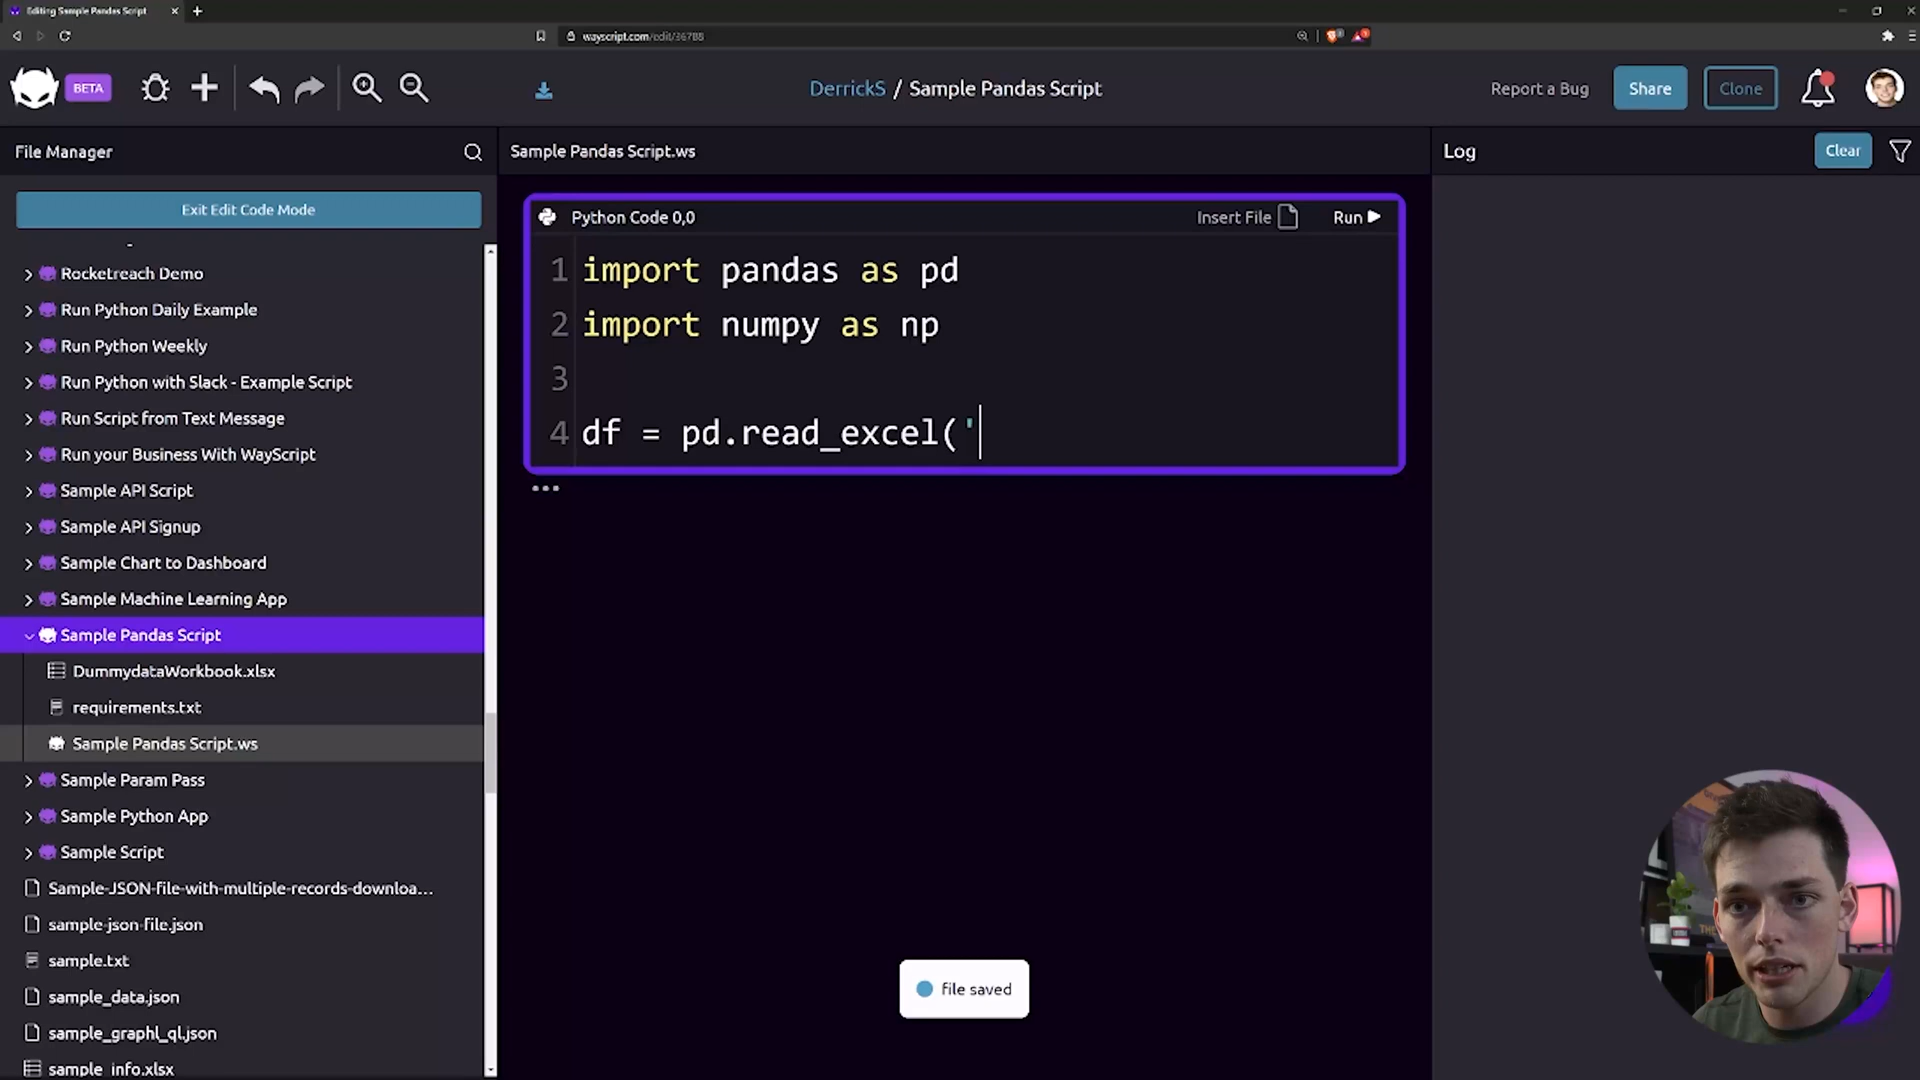 Editing Sample Pandas Script
wayscript.com/edit/36788
BETA
DerrickS / Sample Pandas Script
Report a Bug
Share
Clone
File Manager
Sample Pandas Script.ws
Log
Clear
Exit Edit Code Mode
Rocketreach Demo
Run Python Daily Example
Run Python Weekly
Run Python with Slack - Example Script
Run Script from Text Message
Run your Business With WayScript
Sample API Script
Sample API Signup
Sample Chart to Dashboard
Sample Machine Learning App
Sample Pandas Script
DummydataWorkbook.xlsx
requirements.txt
Sample Pandas Script.ws
Sample Param Pass
Sample Python App
Sample Script
Sample-JSON-file-with-multiple-records-downloa...
sample-json-file.json
sample.txt
sample_data.json
sample_graphl_ql.json
sample_info.xlsx
Python Code 0,0
Insert File
Run
1 import pandas as pd
2 import numpy as np
3
4 df = pd.read_excel('
file saved